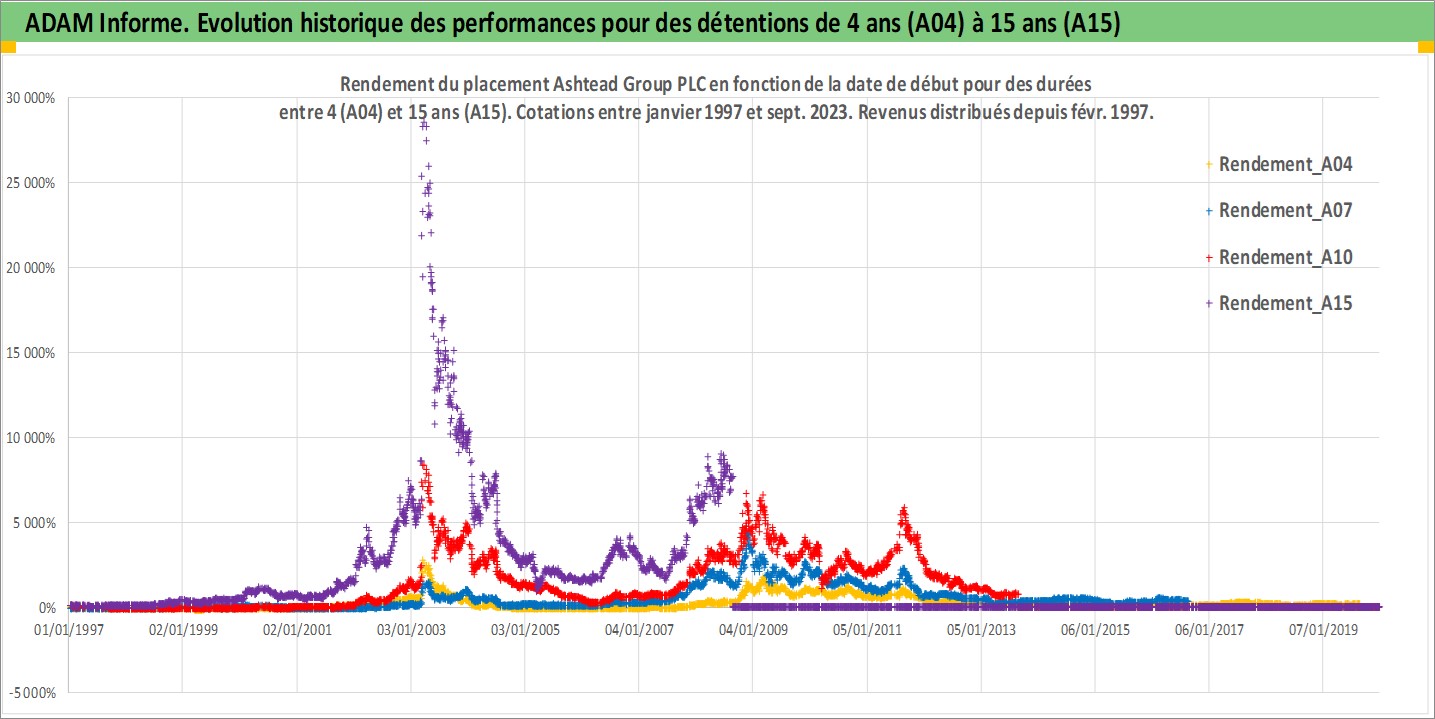 ADAM Informe. Evolution historique des performances pour des détentions de 4 ans (A04) à 15 ans (A15)
Rendement du placement Ashtead Group PLC en fonction de la date de début pour des durées
entre 4 (A04) et 15 ans (A15). Cotations entre janvier 1997 et sept. 2023. Revenus distribués depuis févr. 1997.
30 000%
25 000%
20 000%
15 000%
10 000%
5 000%
0%
-5 000%
Rendement_A04
Rendement_A07
Rendement_A10
Rendement_A15
01/01/1997 02/01/1999 02/01/2001 03/01/2003 03/01/2005 04/01/2007 04/01/2009 05/01/2011 05/01/2013 06/01/2015 06/01/2017 07/01/2019